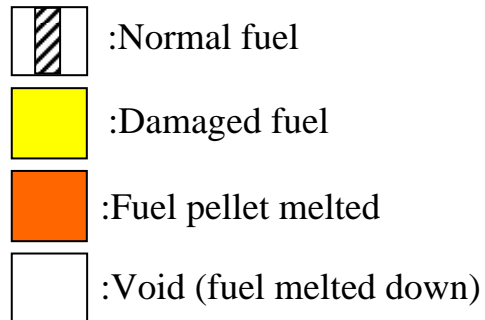 :Normal fuel
:Damaged fuel
:Fuel pellet melted
:Void (fuel melted down)